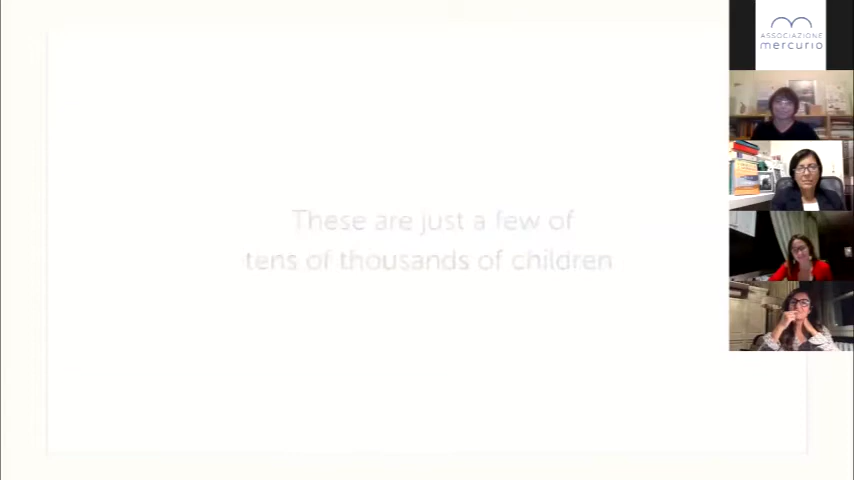 These are just a few of
tens of thousands of children
ASSOCIAZIONE
mercurio